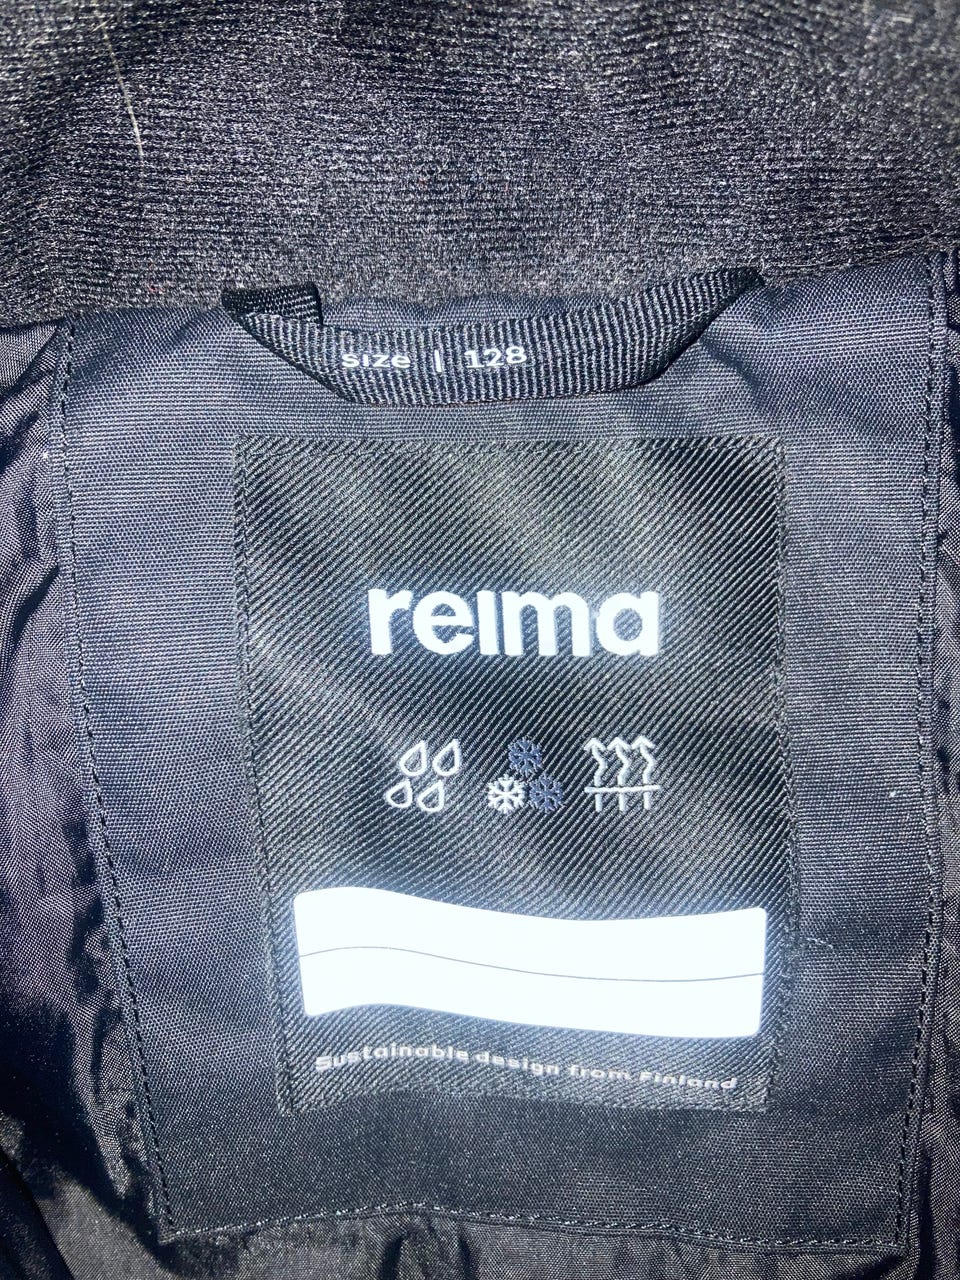 size | 128
reima
Sustainable design from Finland